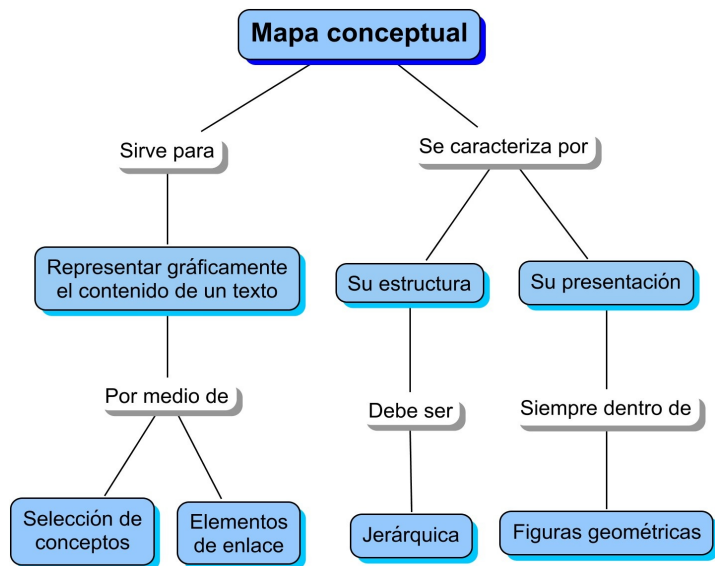 Mapa conceptual
Sirve para
Se caracteriza por
Representar gráficamente
el contenido de un texto
Su estructura
Su presentación
Por medio de
Debe ser
Siempre dentro de
Selección de
conceptos
Elementos
de enlace
Jerárquica
Figuras geométricas